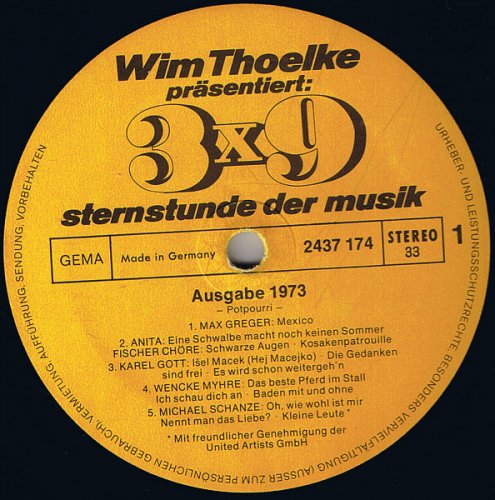 Wim Thoelke
präsentiert:
3x9
sternstunde der musik
GEMA
Made in Germany
2437 174
STEREO
33
1
Ausgabe 1973
– Potpourri –
1. MAX GREGER: Mexico
2. ANITA: Eine Schwalbe macht noch keinen Sommer
FISCHER CHÖRE: Schwarze Augen · Kosakenpatrouille
3. KAREL GOTT: Išel Macek (Hej Macejko) · Die Gedanken
sind frei · Es wird schon weitergeh'n
4. WENCKE MYHRE: Das beste Pferd im Stall
Ich schau dich an · Baden mit und ohne
5. MICHAEL SCHANZE: Oh, wie wohl ist mir
Nennt man das Liebe? · Kleine Leute *
* Mit freundlicher Genehmigung der
United Artists GmbH
URHEBER- UND LEISTUNGSSCHUTZRECHTE, BESONDERS VERVIELFÄLTIGUNG (AUSSER ZUM PERSÖNLICHEN GEBRAUCH), VERMIETUNG, AUFFÜHRUNG, SENDUNG, VORBEHALTEN